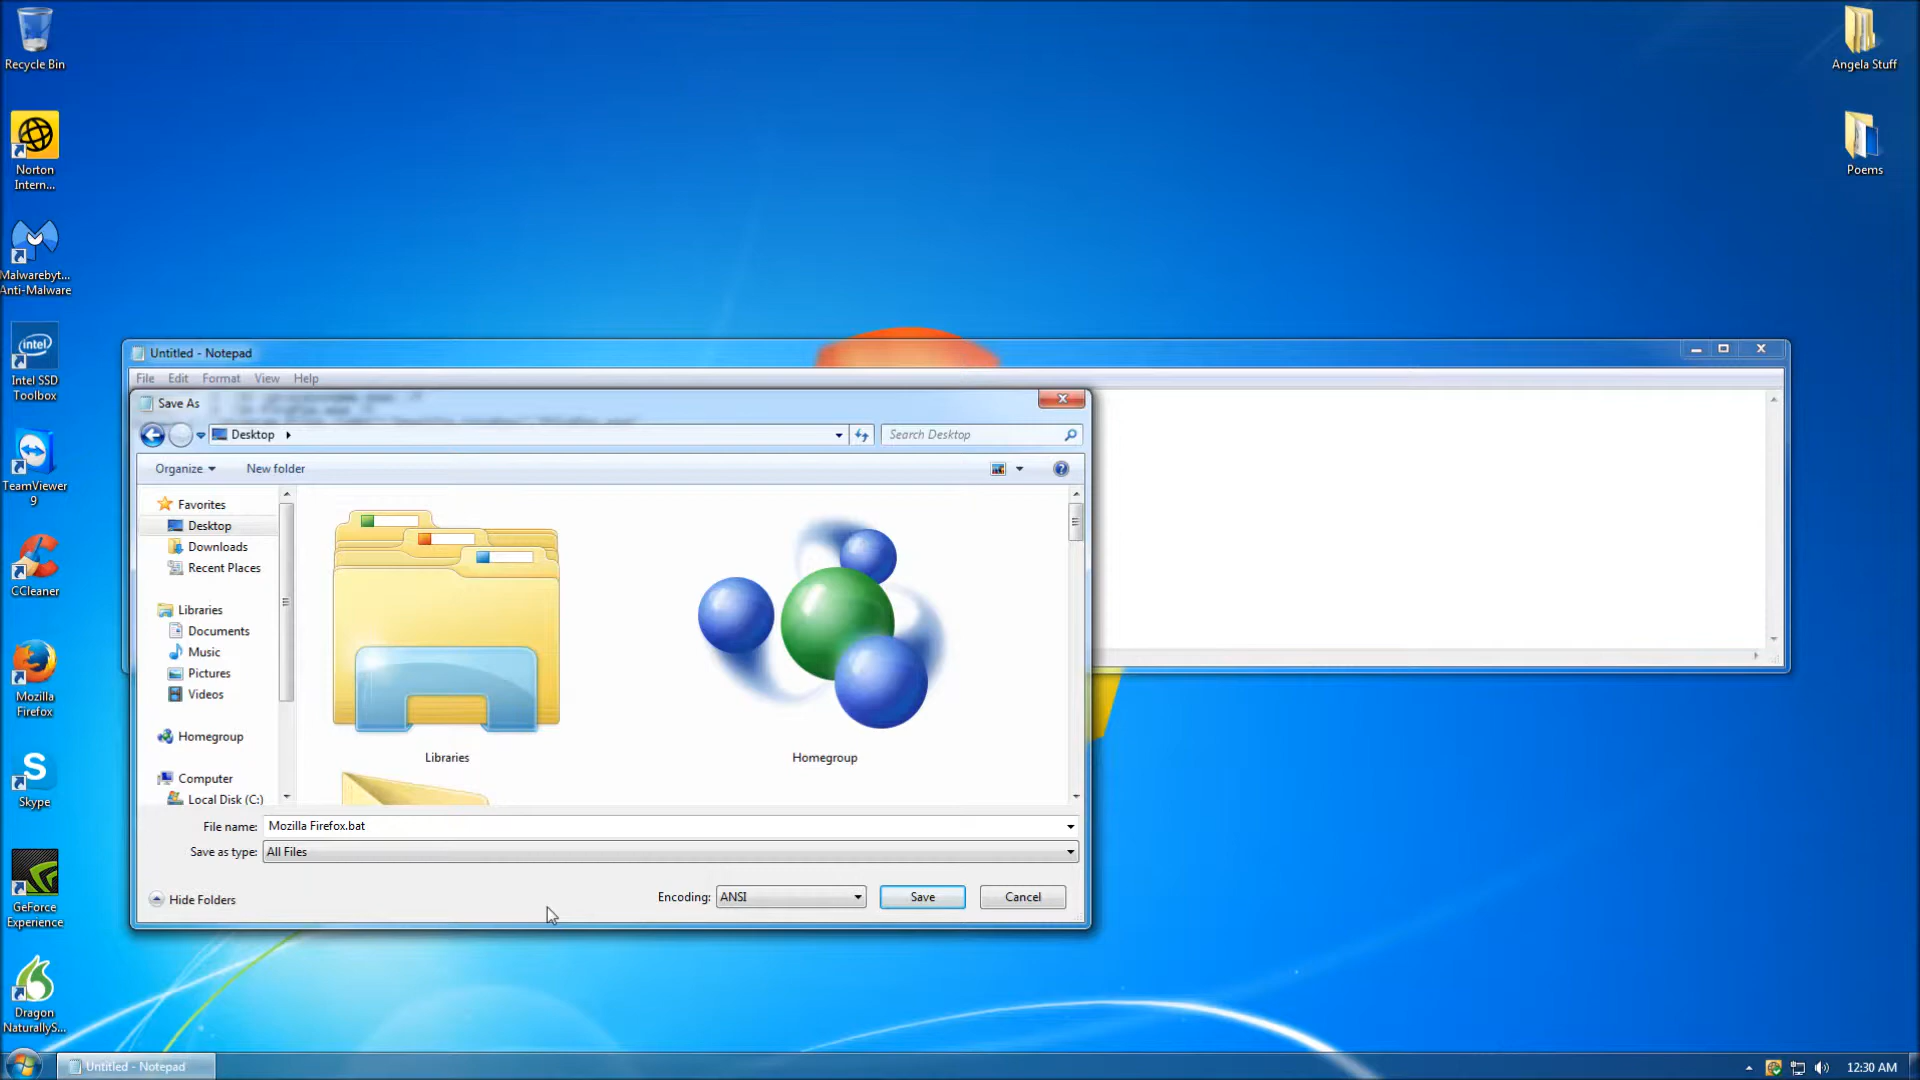 Recycle Bin
Norton
Intern...
Malwarebyt...
Anti-Malware
intel
Intel SSD
Toolbox
TeamViewer
9
CCleaner
Mozilla
Firefox
S
Skype
GeForce
Experience
Dragon
NaturallyS...
Angela Stuff
Poems
Untitled - Notepad
File Edit Format View Help
Save As
Desktop
Search Desktop
Organize
New folder
Favorites
Desktop
Downloads
Recent Places
Libraries
Documents
Music
Pictures
Videos
Homegroup
Computer
Local Disk (C:)
Libraries
Homegroup
File name: Mozilla Firefox.bat
Save as type: All Files
Hide Folders
Encoding: ANSI
Save
Cancel
Untitled - Notepad
12:30 AM